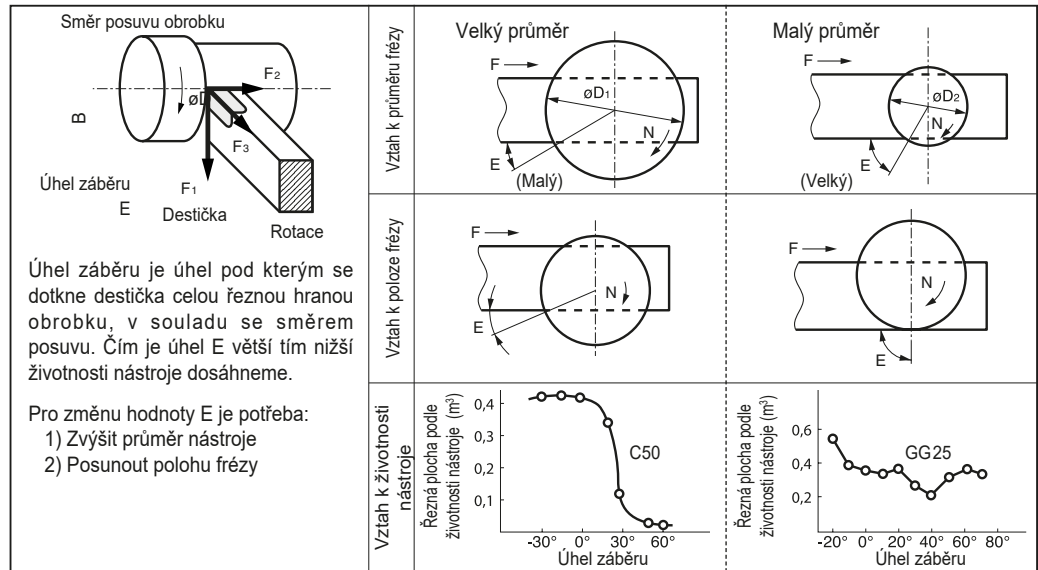 Směr posuvu obrobku
F2
øD
B
F3
Úhel záběru
E
F1
Destička
Rotace
Úhel záběru je úhel pod kterým se
dotkne destička celou řeznou hranou
obrobku, v souladu se směrem
posuvu. Čím je úhel E větší tím nižší
životnosti nástroje dosáhneme.
Pro změnu hodnoty E je potřeba:
1) Zvýšit průměr nástroje
2) Posunout polohu frézy
Vztah k průměru frézy
Velký průměr
F
øD1
N
E
(Malý)
Malý průměr
F
øD2
N
E
(Velký)
Vztah k poloze frézy
F
N
E
F
N
E
Vztah k životnosti
nástroje
Řezná plocha podle
životnosti nástroje (m³)
0,4
0,3
0,2
0,1
C50
-30° 0° 30° 60°
Úhel záběru
Řezná plocha podle
životnosti nástroje (m³)
0,6
0,4
0,2
GG25
-20° 0° 20° 40° 60° 80°
Úhel záběru